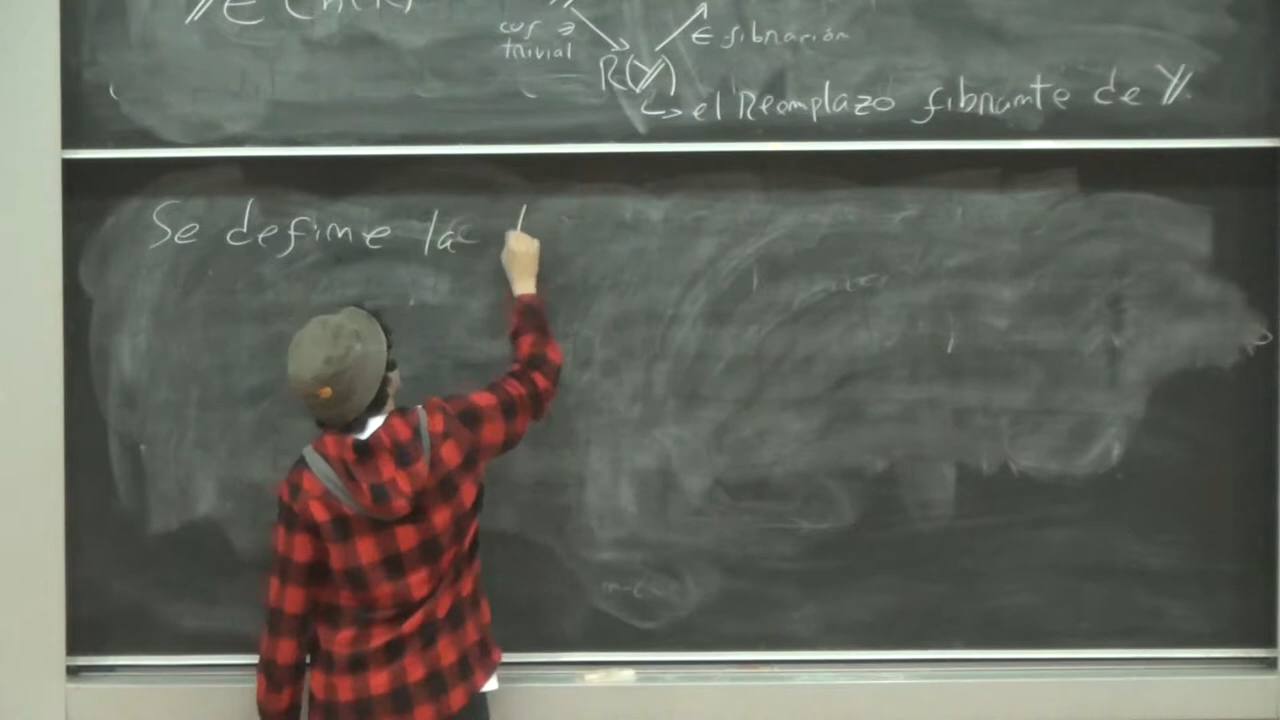 cof →
trivial
∈ fibración
R(Y)
↳ el Reemplazo fibrante de Y.
Se define la